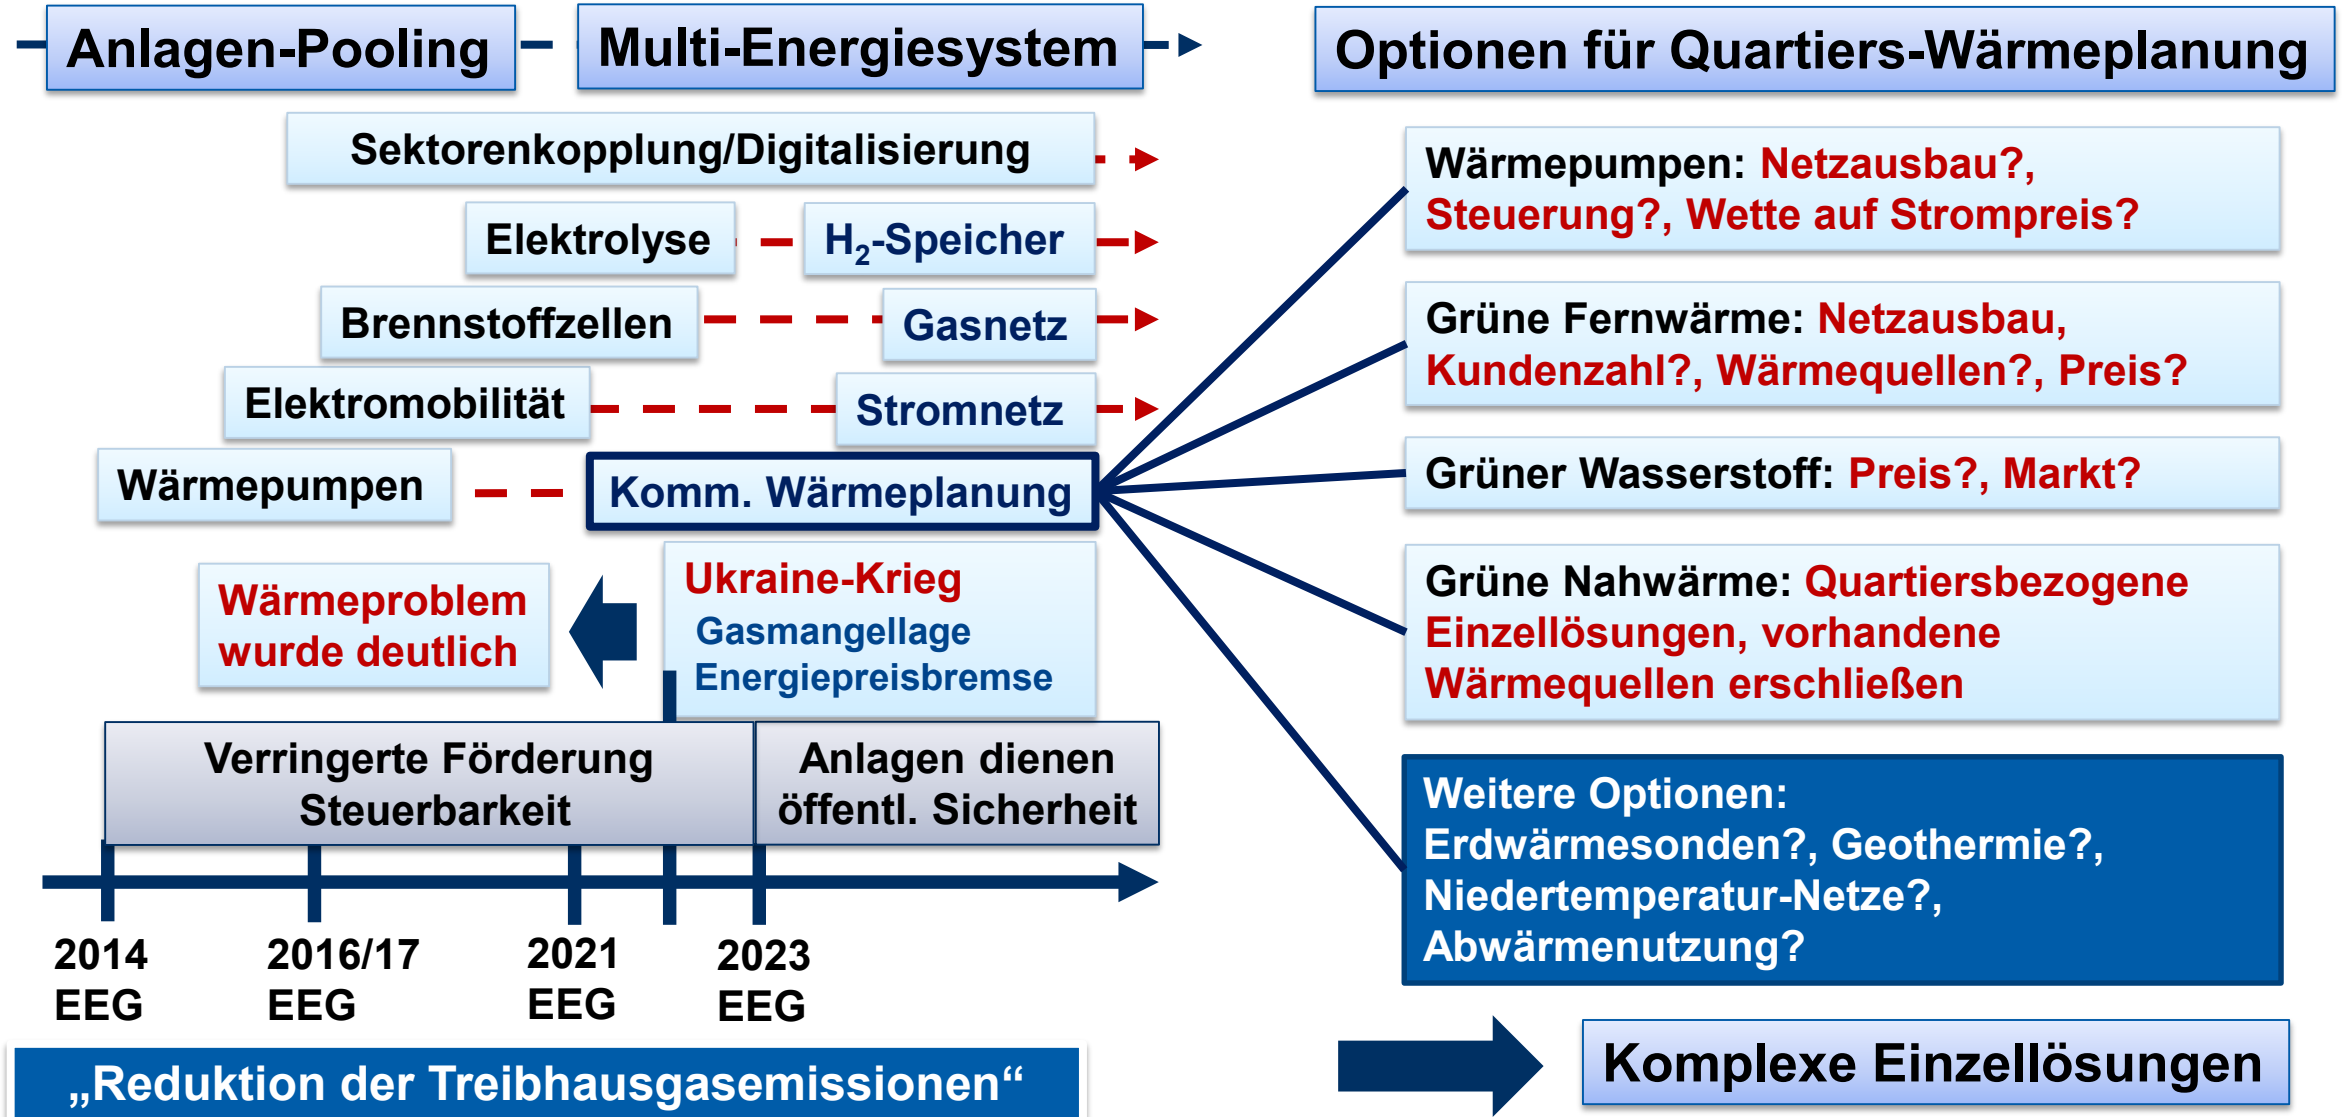 Anlagen-Pooling
Multi-Energiesystem
Sektorenkopplung/Digitalisierung
Elektrolyse
H₂-Speicher
Brennstoffzellen
Gasnetz
Elektromobilität
Stromnetz
Wärmepumpen
Komm. Wärmeplanung
Wärmeproblem
wurde deutlich
Ukraine-Krieg
Gasmangellage
Energiepreisbremse
Verringerte Förderung
Steuerbarkeit
Anlagen dienen
öffentl. Sicherheit
2014
EEG
2016/17
EEG
2021
EEG
2023
EEG
„Reduktion der Treibhausgasemissionen“
Optionen für Quartiers-Wärmeplanung
Wärmepumpen: Netzausbau?,
Steuerung?, Wette auf Strompreis?
Grüne Fernwärme: Netzausbau,
Kundenzahl?, Wärmequellen?, Preis?
Grüner Wasserstoff: Preis?, Markt?
Grüne Nahwärme: Quartiersbezogene
Einzellösungen, vorhandene
Wärmequellen erschließen
Weitere Optionen:
Erdwärmesonden?, Geothermie?,
Niedertemperatur-Netze?,
Abwärmenutzung?
Komplexe Einzellösungen